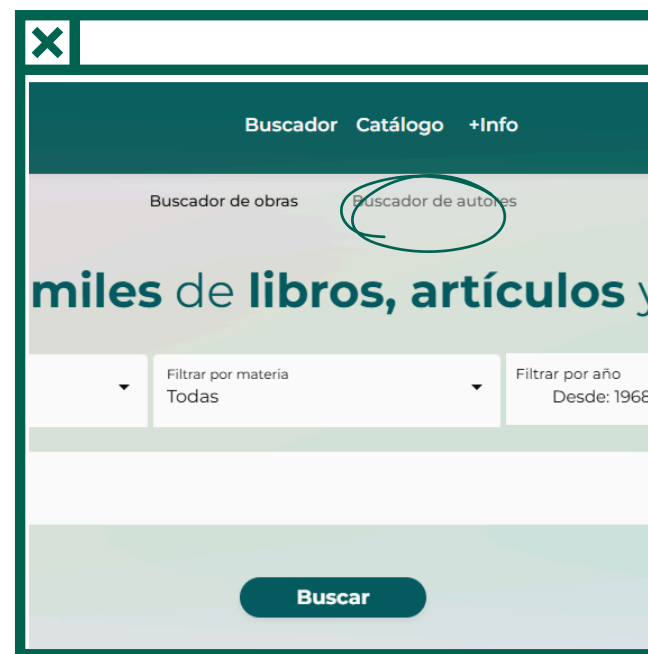 Buscador Catálogo +Info
Buscador de obras Buscador de autores
miles de libros, artículos y
Filtrar por materia Filtrar por año
Todas Desde: 1968
Buscar